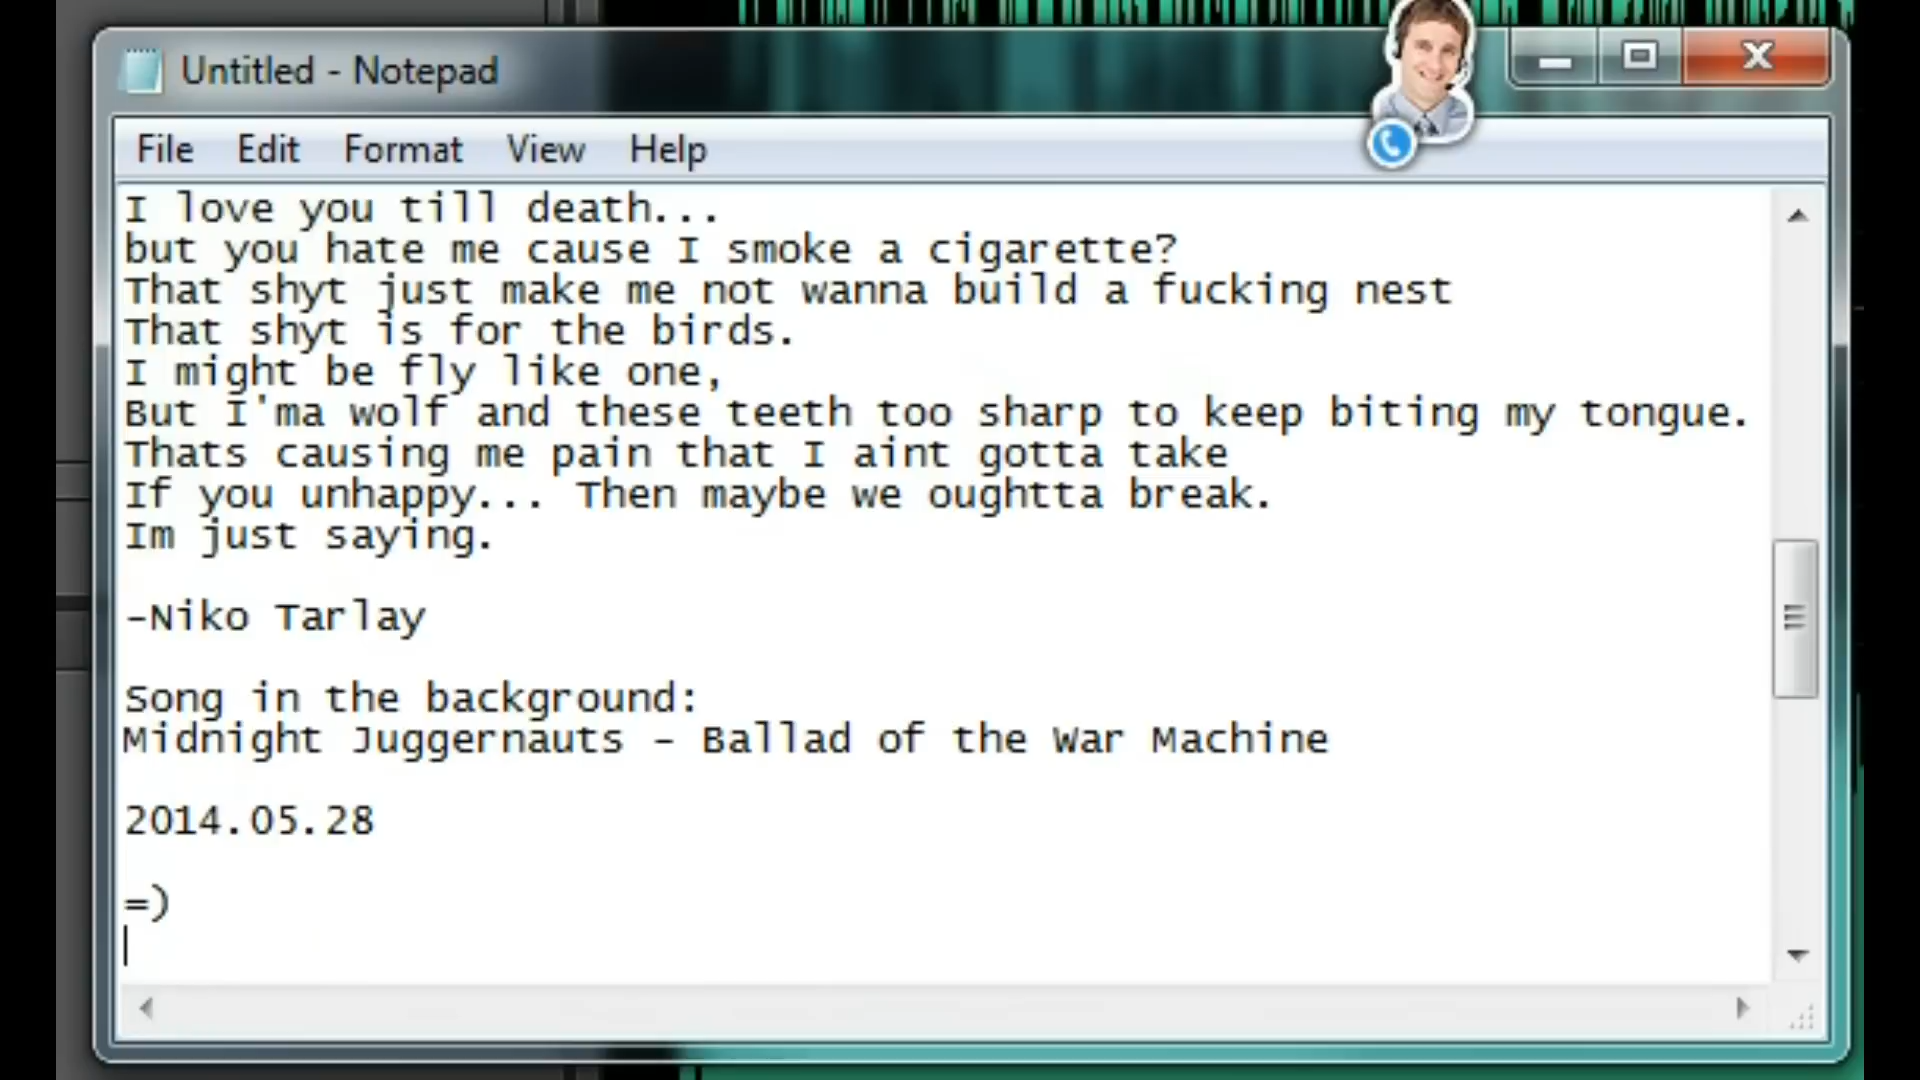 Untitled - Notepad
File Edit Format View Help
I love you till death...
but you hate me cause I smoke a cigarette?
That shyt just make me not wanna build a fucking nest
That shyt is for the birds.
I might be fly like one,
But I'ma wolf and these teeth too sharp to keep biting my tongue.
Thats causing me pain that I aint gotta take
If you unhappy... Then maybe we oughtta break.
Im just saying.
-Niko Tarlay
Song in the background:
Midnight Juggernauts - Ballad of the War Machine
2014.05.28
=)